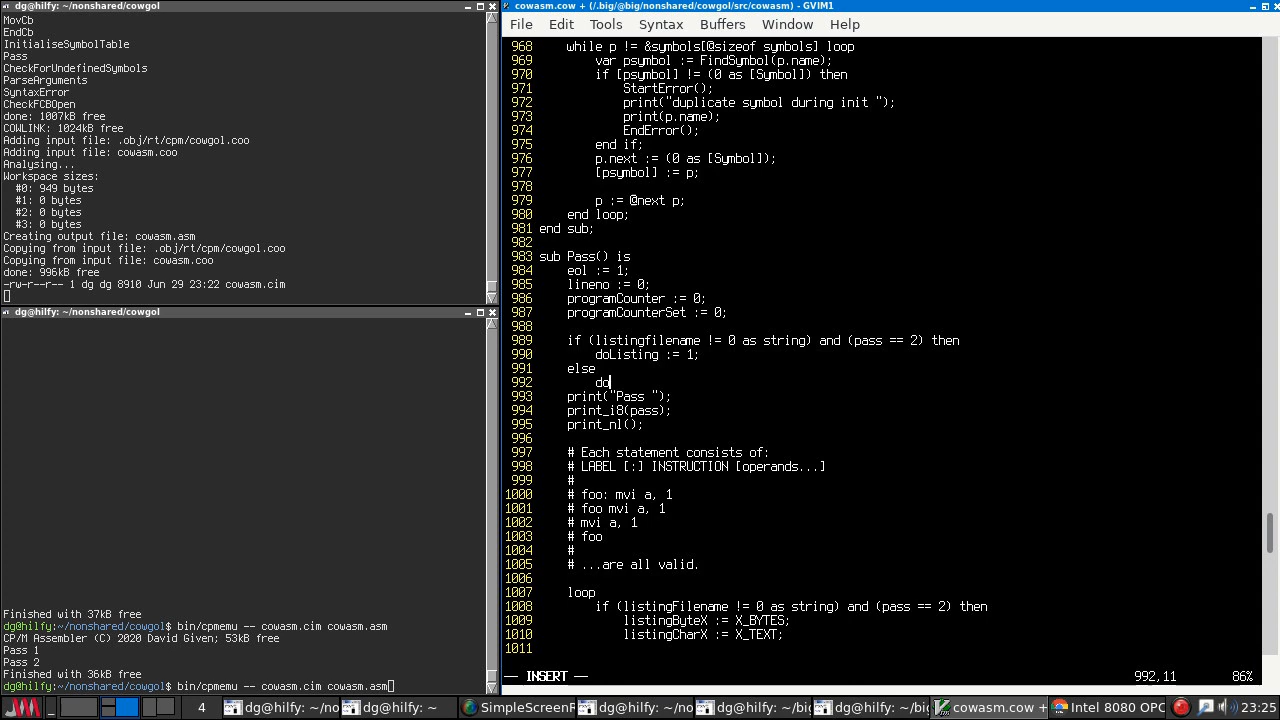 dg@hilfy: ~/nonshared/cowgol
MovCb
EndCb
InitialiseSymbolTable
Pass
CheckForUndefinedSymbols
ParseArguments
SyntaxError
CheckFCBOpen
done: 1007kB free
COWLINK: 1024kB free
Adding input file: .obj/rt/cpm/cowgol.coo
Adding input file: cowasm.coo
Analysing...
Workspace sizes:
  #0: 949 bytes
  #1: 0 bytes
  #2: 0 bytes
  #3: 0 bytes
Creating output file: cowasm.asm
Copying from input file: .obj/rt/cpm/cowgol.coo
Copying from input file: cowasm.coo
done: 996kB free
-rw-r--r-- 1 dg dg 8910 Jun 29 23:22 cowasm.cim
dg@hilfy: ~/nonshared/cowgol
Finished with 37kB free
dg@hilfy:~/nonshared/cowgol$ bin/cpmemu -- cowasm.cim cowasm.asm
CP/M Assembler (C) 2020 David Given; 53kB free
Pass 1
Pass 2
Finished with 36kB free
dg@hilfy:~/nonshared/cowgol$ bin/cpmemu -- cowasm.cim cowasm.asm
cowasm.cow + (/.big/@big/nonshared/cowgol/src/cowasm) - GVIM1
File Edit Tools Syntax Buffers Window Help
968     while p != &symbols[@sizeof symbols] loop
969         var psymbol := FindSymbol(p.name);
970         if [psymbol] != (0 as [Symbol]) then
971             StartError();
972             print("duplicate symbol during init ");
973             print(p.name);
974             EndError();
975         end if;
976         p.next := (0 as [Symbol]);
977         [psymbol] := p;
978
979         p := @next p;
980     end loop;
981 end sub;
982
983 sub Pass() is
984     eol := 1;
985     lineno := 0;
986     programCounter := 0;
987     programCounterSet := 0;
988
989     if (listingfilename != 0 as string) and (pass == 2) then
990         doListing := 1;
991     else
992         do
993     print("Pass ");
994     print_i8(pass);
995     print_nl();
996
997     # Each statement consists of:
998     # LABEL [:] INSTRUCTION [operands...]
999     #
1000     # foo: mvi a, 1
1001     # foo mvi a, 1
1002     # mvi a, 1
1003     # foo
1004     #
1005     # ...are all valid.
1006
1007     loop
1008         if (listingFilename != 0 as string) and (pass == 2) then
1009             listingByteX := X_BYTES;
1010             listingCharX := X_TEXT;
1011
-- INSERT -- 992,11 86%
4 dg@hilfy: ~/no dg@hilfy: ~ SimpleScreenR dg@hilfy: ~/no dg@hilfy: ~/big dg@hilfy: ~/big cowasm.cow + Intel 8080 OPC 23:25